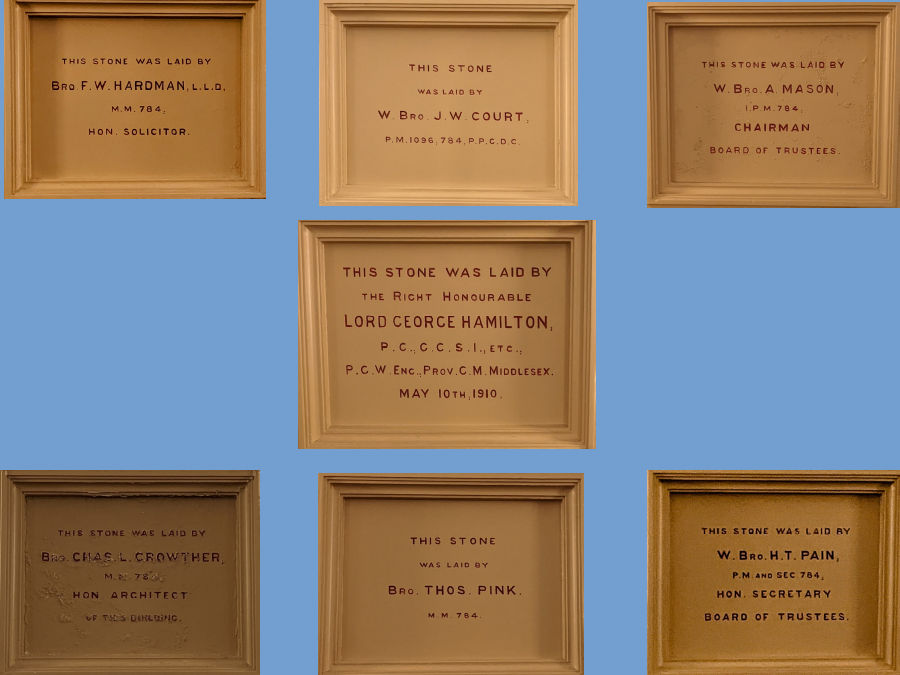 THIS STONE WAS LAID BY
BRO F.W. HARDMAN, L.L.D,
M.M. 784,
HON. SOLICITOR.
THIS STONE
WAS LAID BY
W. BRO. J.W. COURT,
P.M. 1096, 784, P.P.G.D.C.
THIS STONE WAS LAID BY
W. BRO. A. MASON,
I.P.M. 784,
CHAIRMAN
BOARD OF TRUSTEES.
THIS STONE WAS LAID BY
THE RIGHT HONOURABLE
LORD GEORGE HAMILTON,
P.C., G.C.S.I., ETC.,
P.G.W. ENG., PROV. G.M. MIDDLESEX.
MAY 10TH, 1910.
THIS STONE WAS LAID BY
BRO. CHAS. L. CROWTHER,
M.M. 784,
HON. ARCHITECT
OF THIS BUILDING.
THIS STONE
WAS LAID BY
BRO. THOS. PINK.
M.M. 784.
THIS STONE WAS LAID BY
W. BRO. H.T. PAIN,
P.M. AND SEC 784,
HON. SECRETARY
BOARD OF TRUSTEES.